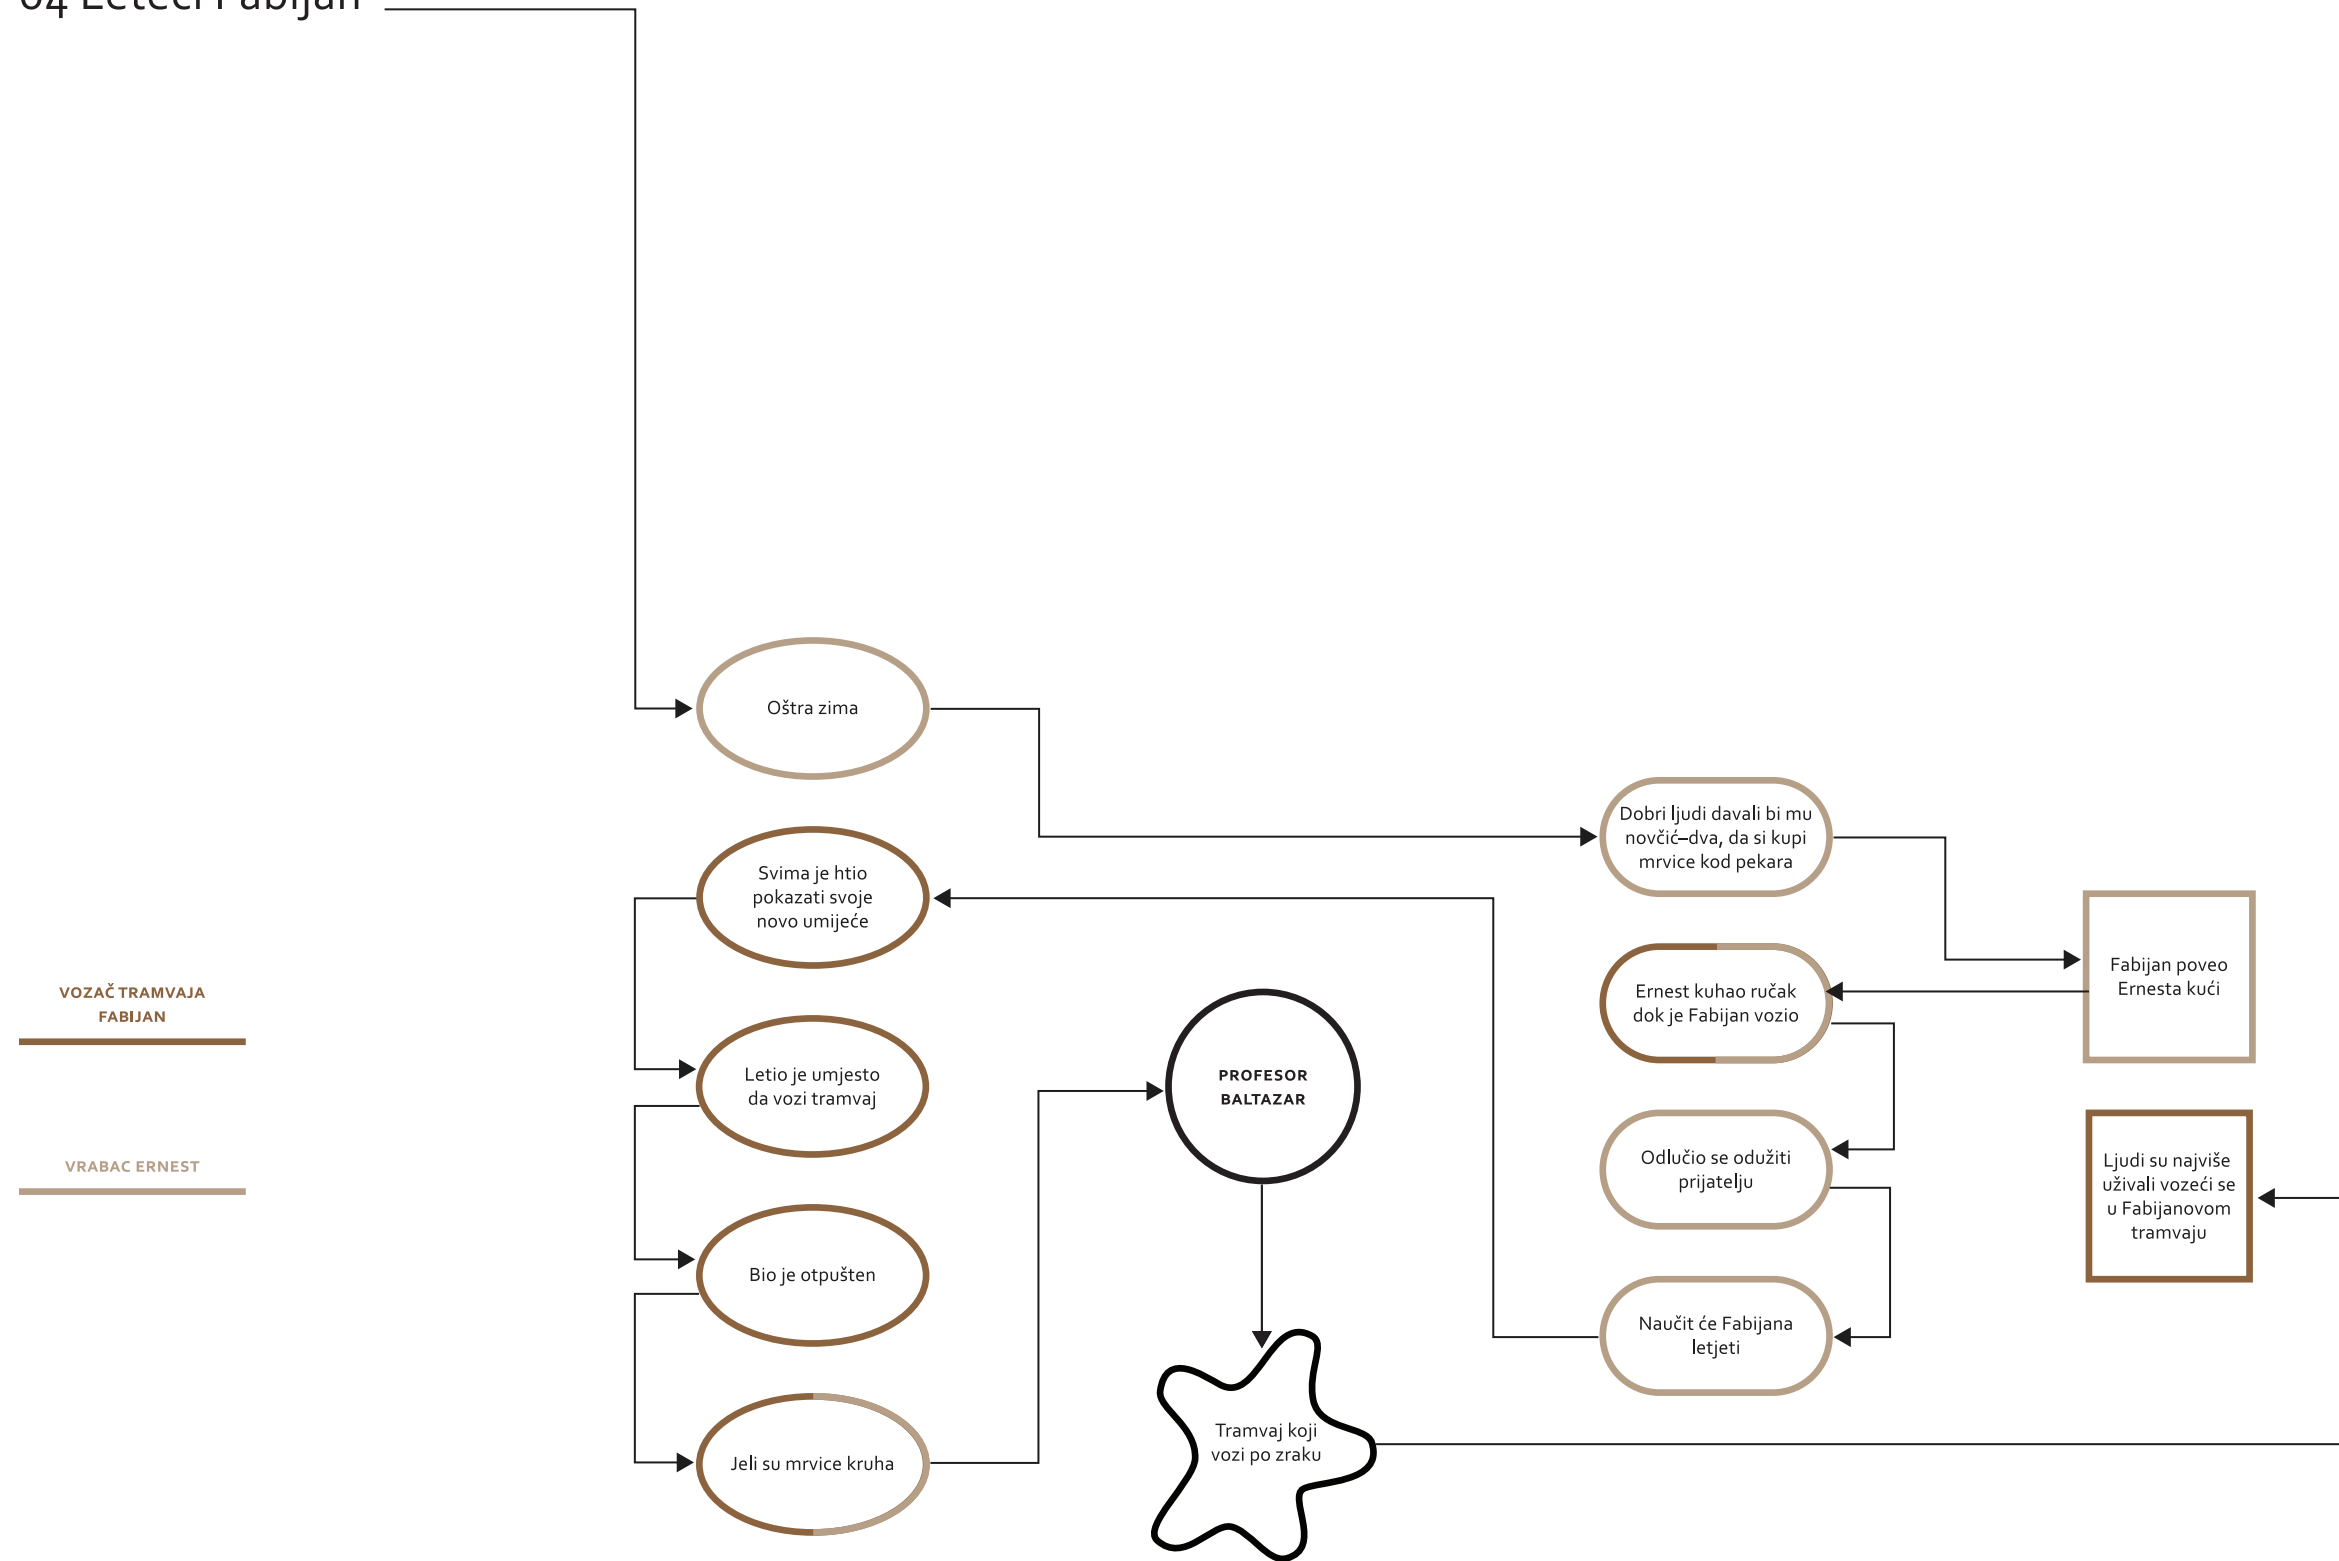 04 Leteći Fabijan
Oštra zima
Dobri ljudi davali bi mu
novčić–dva, da si kupi
mrvice kod pekara
Svima je htio
pokazati svoje
novo umijeće
Fabijan poveo
Ernesta kući
VOZAČ TRAMVAJA
FABIJAN
Ernest kuhao ručak
dok je Fabijan vozio
Letio je umjesto
da vozi tramvaj
PROFESOR
BALTAZAR
VRABAC ERNEST
Odlučio se odužiti
prijatelju
Ljudi su najviše
uživali vozeći se
u Fabijanovom
tramvaju
Bio je otpušten
Naučit će Fabijana
letjeti
Jeli su mrvice kruha
Tramvaj koji
vozi po zraku